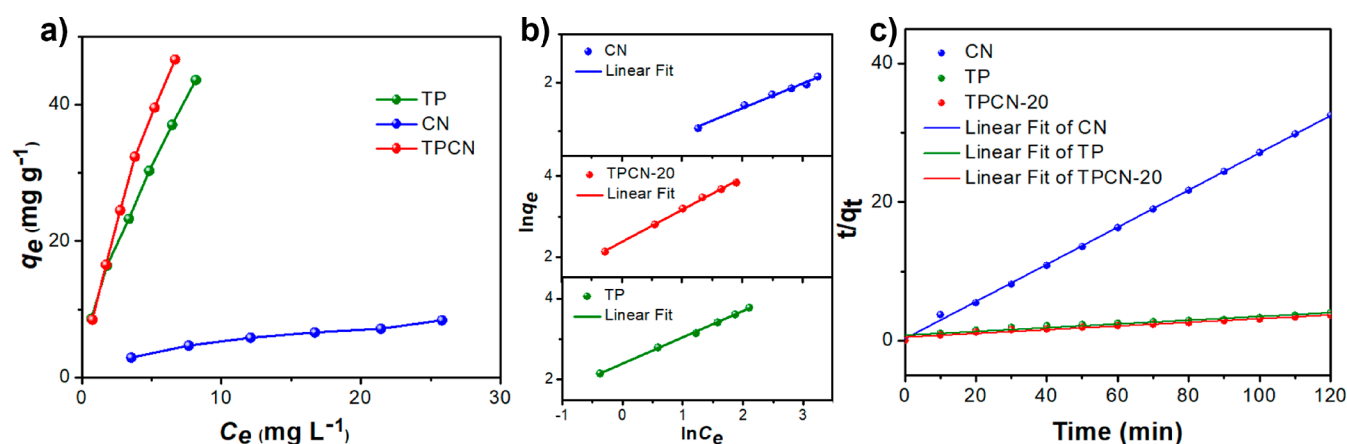 a)
qe (mg g⁻¹)
40
20
0
TP
CN
TPCN
0
5
10
15
20
25
30
Ce (mg L⁻¹)
b)
lnqe
CN
Linear Fit
2
TPCN-20
Linear Fit
4
2
TP
Linear Fit
4
2
-1
0
1
2
3
lnCe
c)
t/qt
40
20
0
CN
TP
TPCN-20
Linear Fit of CN
Linear Fit of TP
Linear Fit of TPCN-20
0
20
40
60
80
100
120
Time (min)